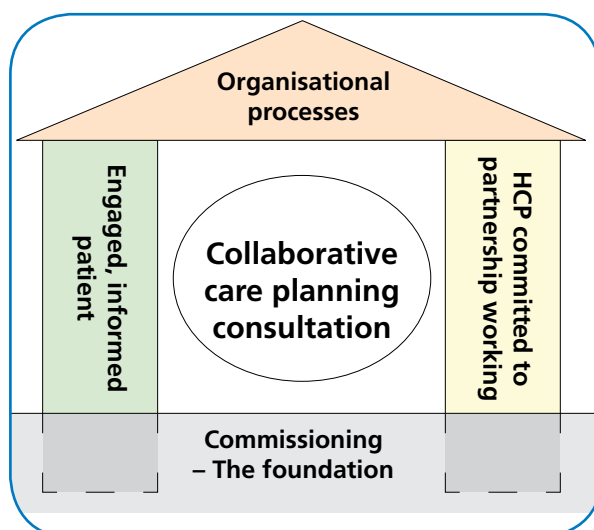 Organisational
processes
Engaged, informed
patient
Collaborative
care planning
consultation
HCP committed to
partnership working
Commissioning
– The foundation